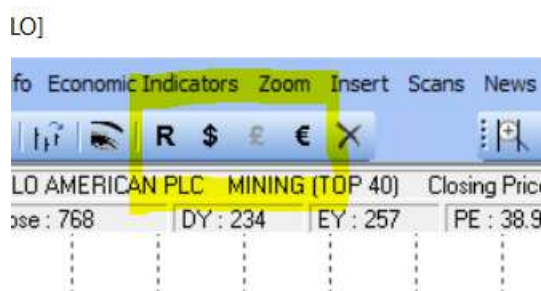 LO]
fo Economic Indicators Zoom Insert Scans News
R $ £ €
LO AMERICAN PLC MINING (TOP 40) Closing Price
ose : 768 DY : 234 EY : 257 PE : 38.9